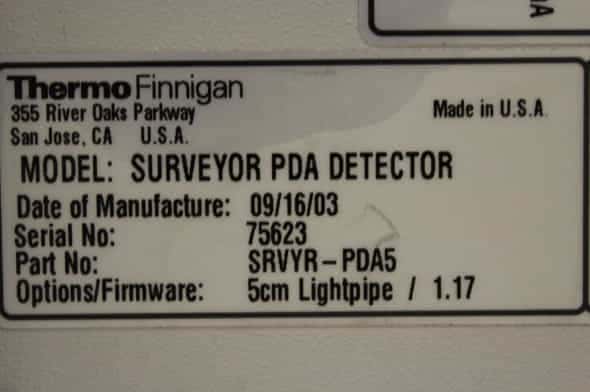 Thermo Finnigan
355 River Oaks Parkway
San Jose, CA U.S.A.
Made in U.S.A.
MODEL: SURVEYOR PDA DETECTOR
Date of Manufacture: 09/16/03
Serial No: 75623
Part No: SRVYR-PDA5
Options/Firmware: 5cm Lightpipe / 1.17